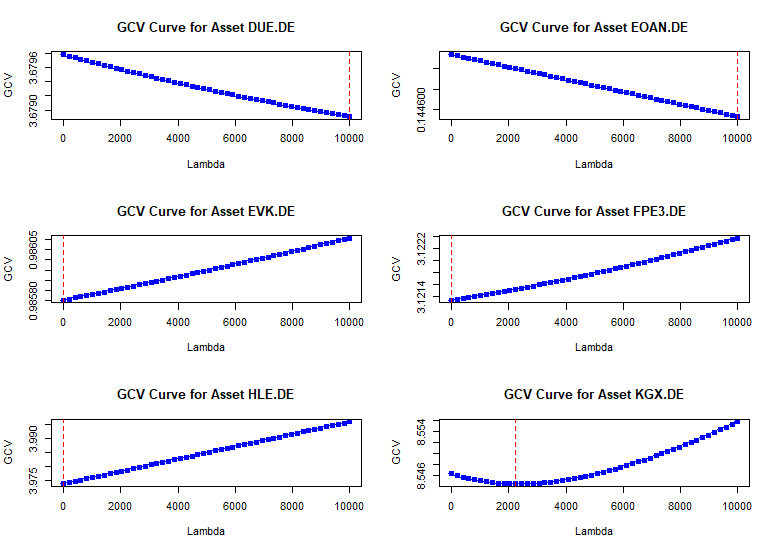 GCV Curve for Asset DUE.DE
GCV
3.6790 3.6796
0 2000 4000 6000 8000 10000
Lambda
GCV Curve for Asset EOAN.DE
GCV
0.144600
0 2000 4000 6000 8000 10000
Lambda
GCV Curve for Asset EVK.DE
GCV
0.98580 0.98605
0 2000 4000 6000 8000 10000
Lambda
GCV Curve for Asset FPE3.DE
GCV
3.1214 3.1222
0 2000 4000 6000 8000 10000
Lambda
GCV Curve for Asset HLE.DE
GCV
3.975 3.990
0 2000 4000 6000 8000 10000
Lambda
GCV Curve for Asset KGX.DE
GCV
8.546 8.554
0 2000 4000 6000 8000 10000
Lambda